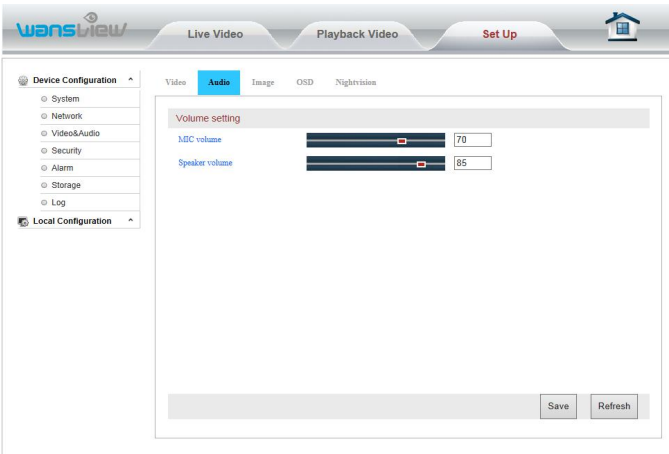 wansview
Live Video
Playback Video
Set Up
Device Configuration ^
System
Network
Video&Audio
Security
Alarm
Storage
Log
Local Configuration ^
Video Audio Image OSD Nightvision
Volume setting
MIC volume 70
Speaker volume 85
Save Refresh